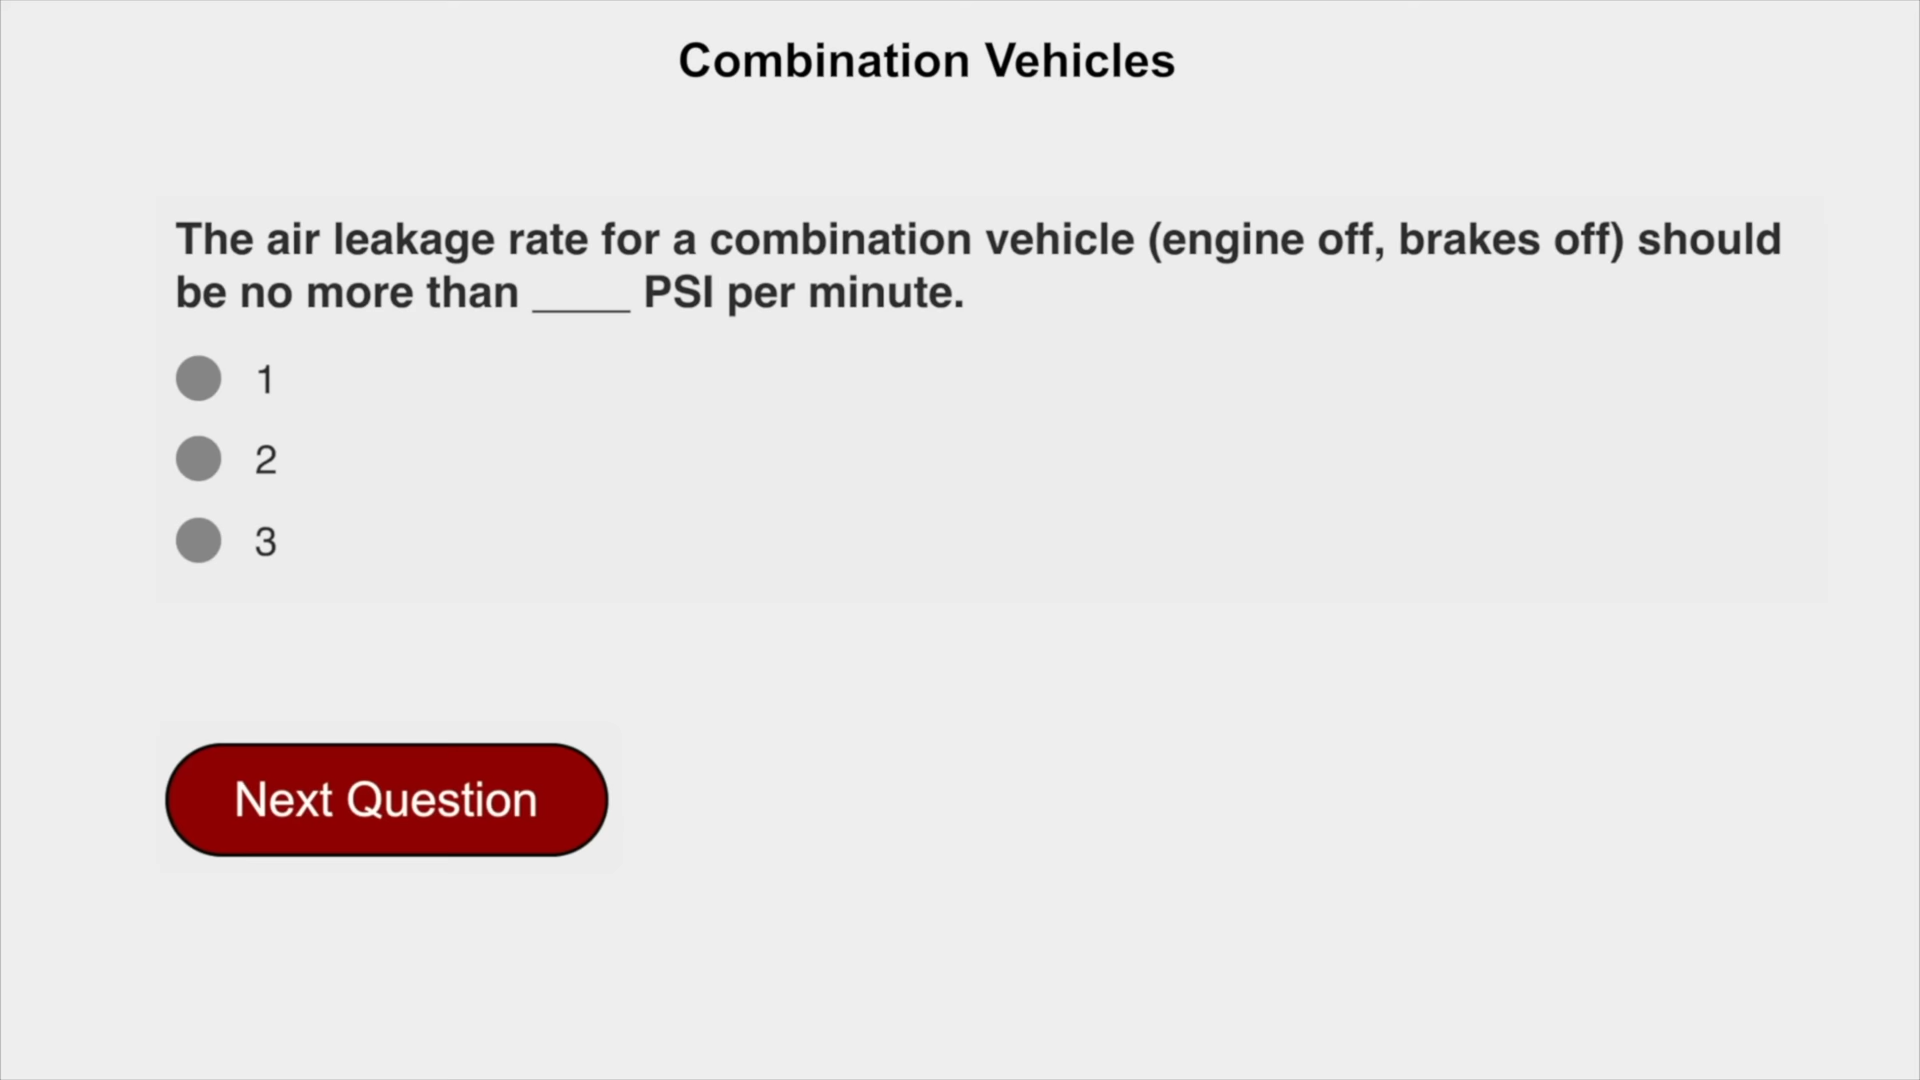 Combination Vehicles
The air leakage rate for a combination vehicle (engine off, brakes off) should
be no more than ____ PSI per minute.
1
2
3
Next Question